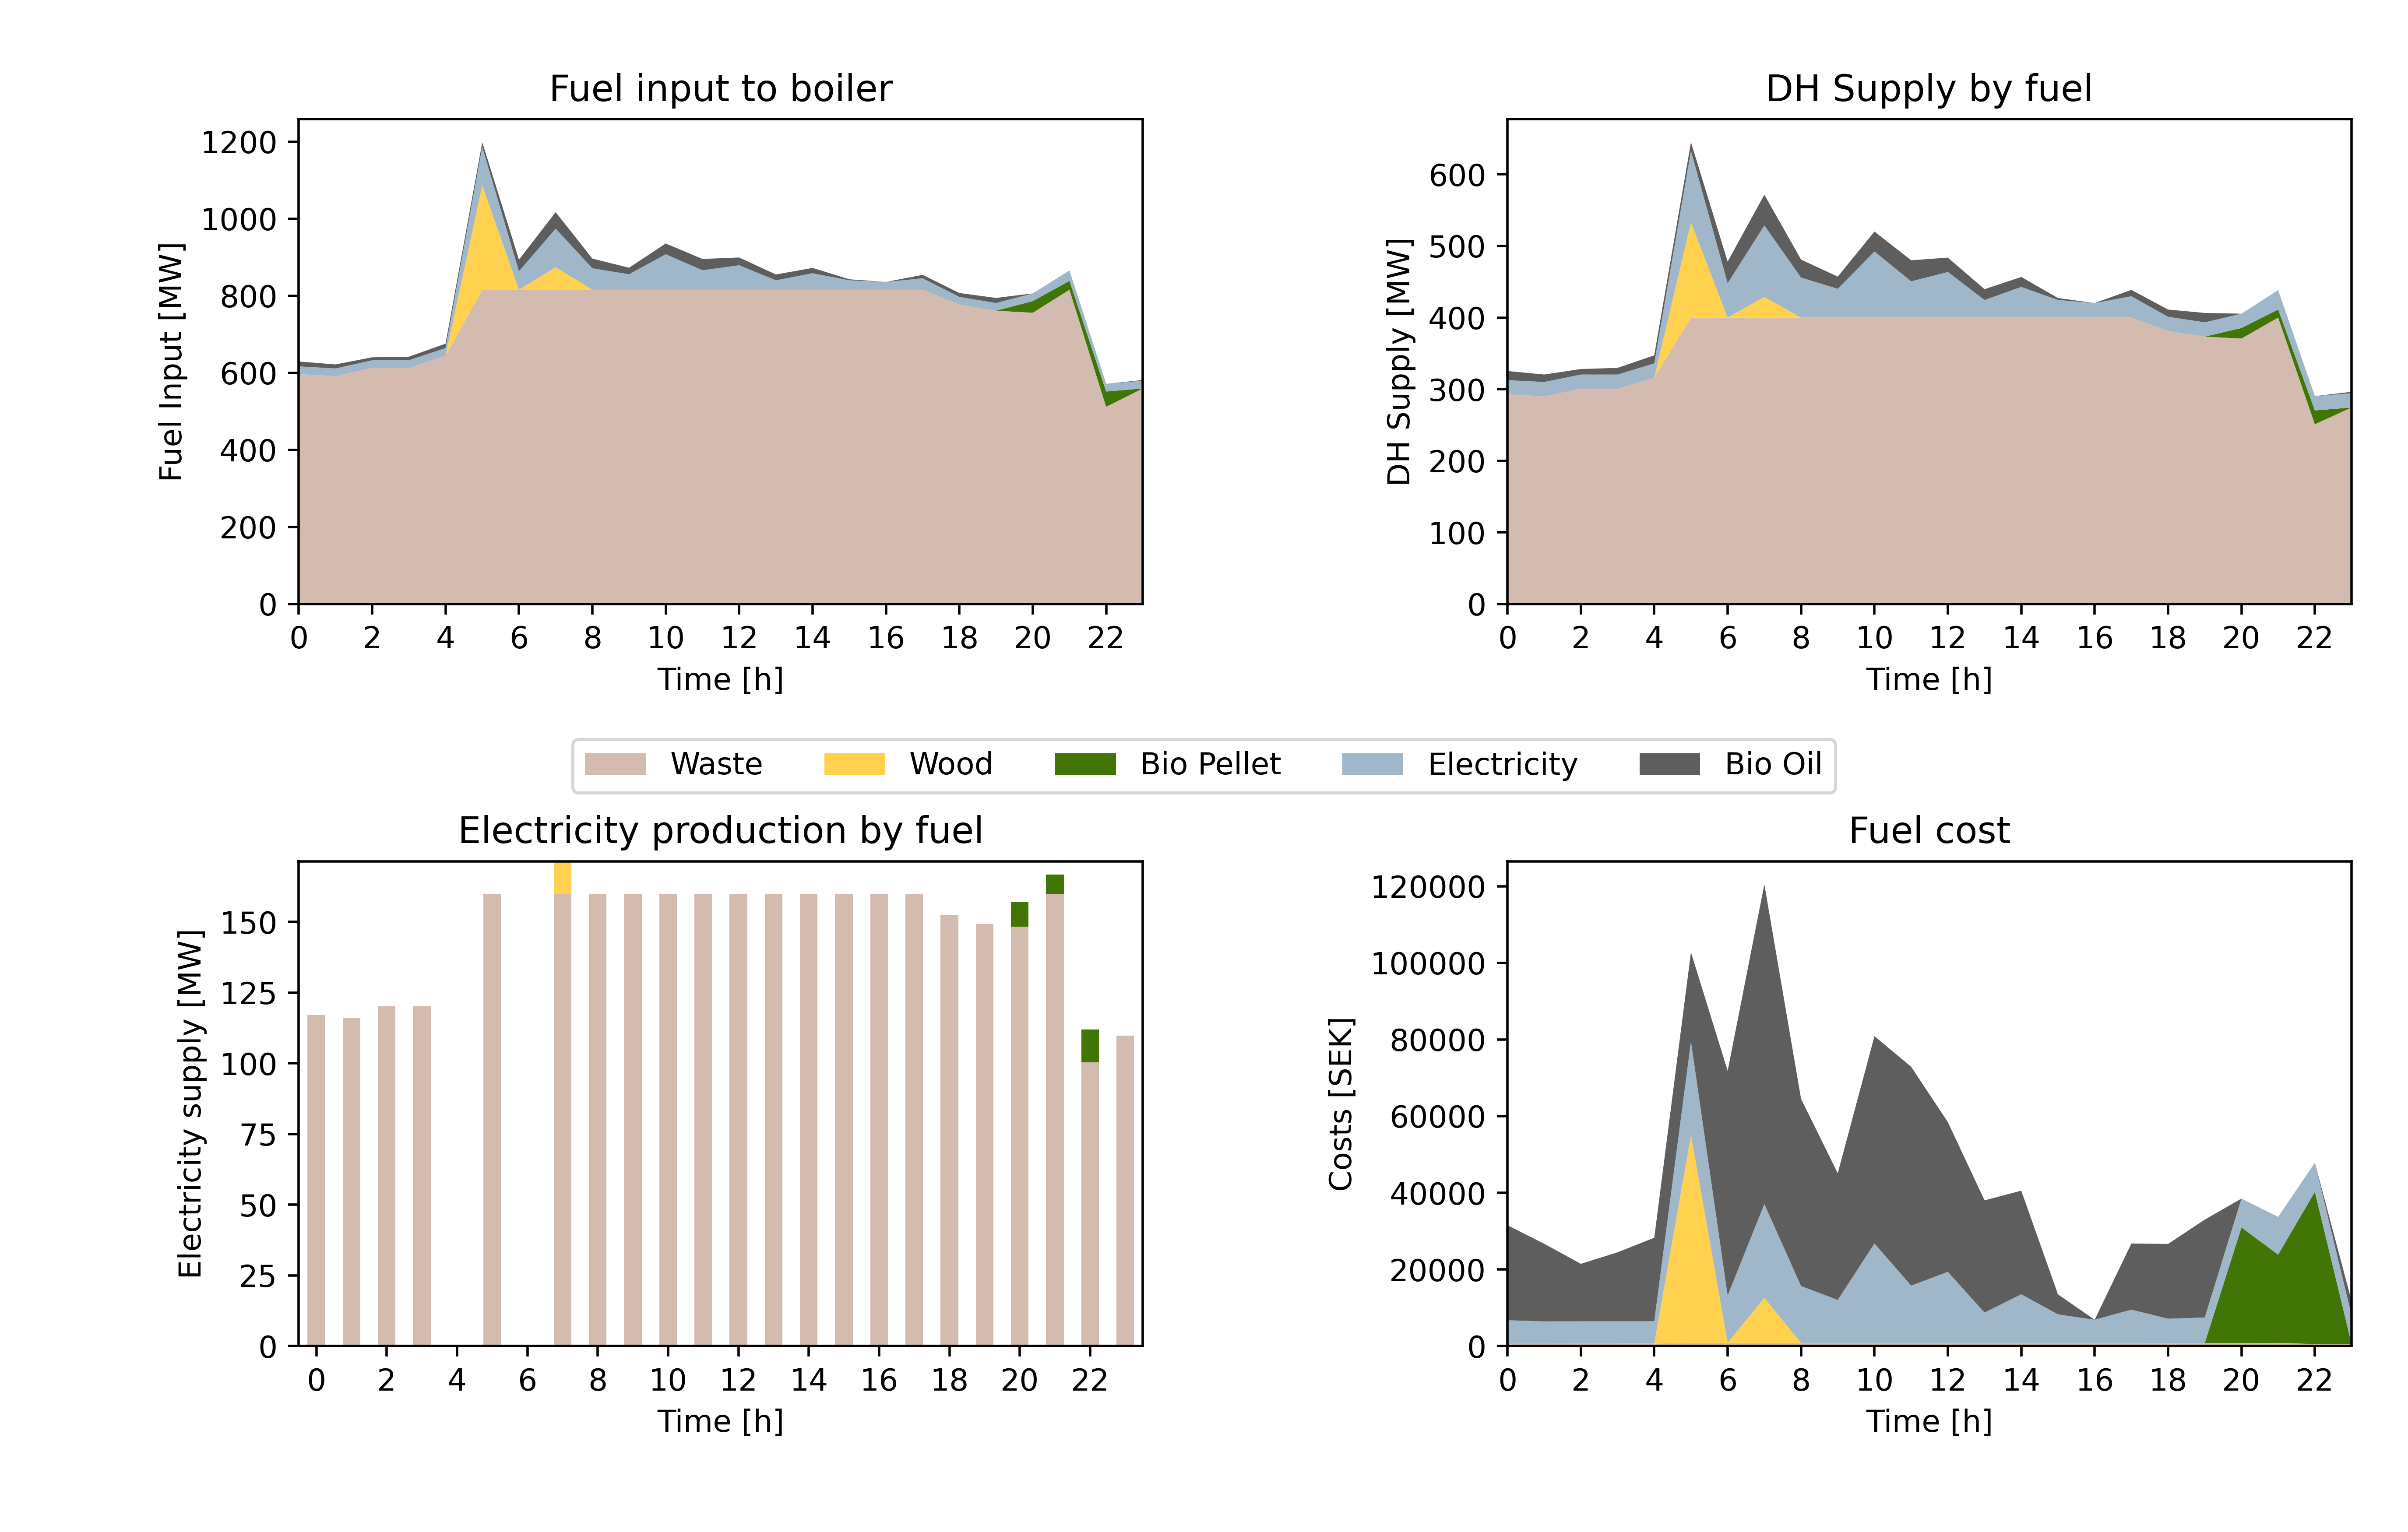 Fuel input to boiler
1200
1000
800
600
400
200
0
Fuel Input [MW]
0 2 4 6 8 10 12 14 16 18 20 22
Time [h]
DH Supply by fuel
600
500
400
300
200
100
0
DH Supply [MW]
0 2 4 6 8 10 12 14 16 18 20 22
Time [h]
Waste Wood Bio Pellet Electricity Bio Oil
Electricity production by fuel
150
125
100
75
50
25
0
Electricity supply [MW]
0 2 4 6 8 10 12 14 16 18 20 22
Time [h]
Fuel cost
120000
100000
80000
60000
40000
20000
0
Costs [SEK]
0 2 4 6 8 10 12 14 16 18 20 22
Time [h]